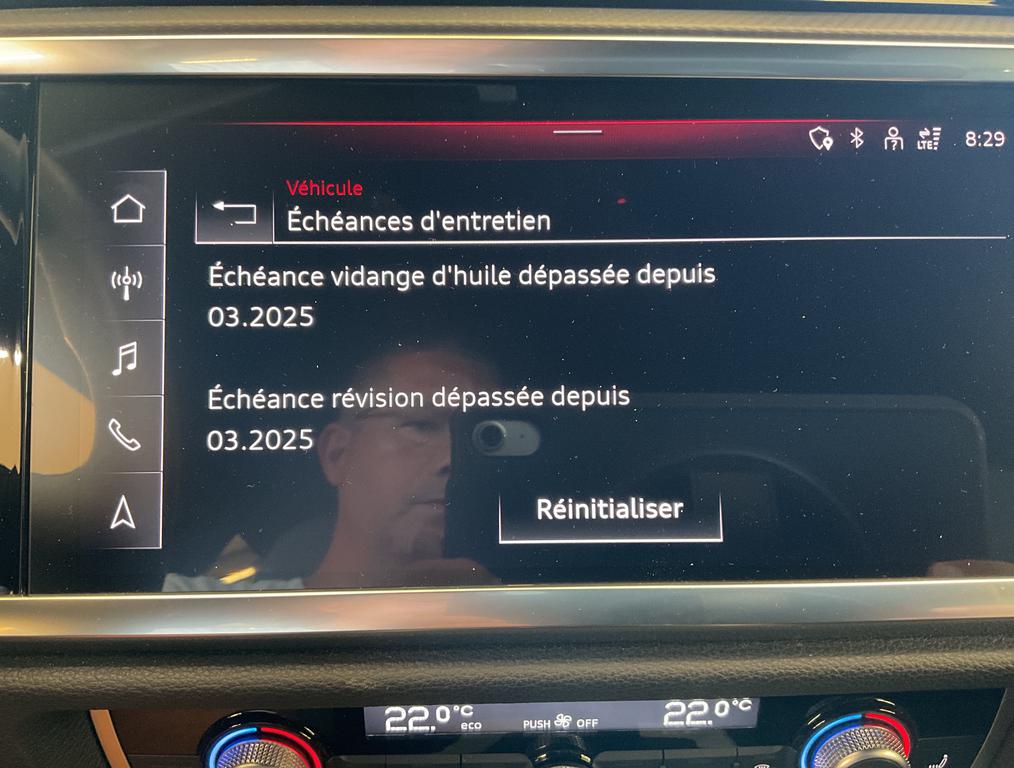 8:29
LTE
Véhicule
Échéances d'entretien
Échéance vidange d'huile dépassée depuis
03.2025
Échéance révision dépassée depuis
03.2025
Réinitialiser
22.0°C eco PUSH OFF 22.0°C